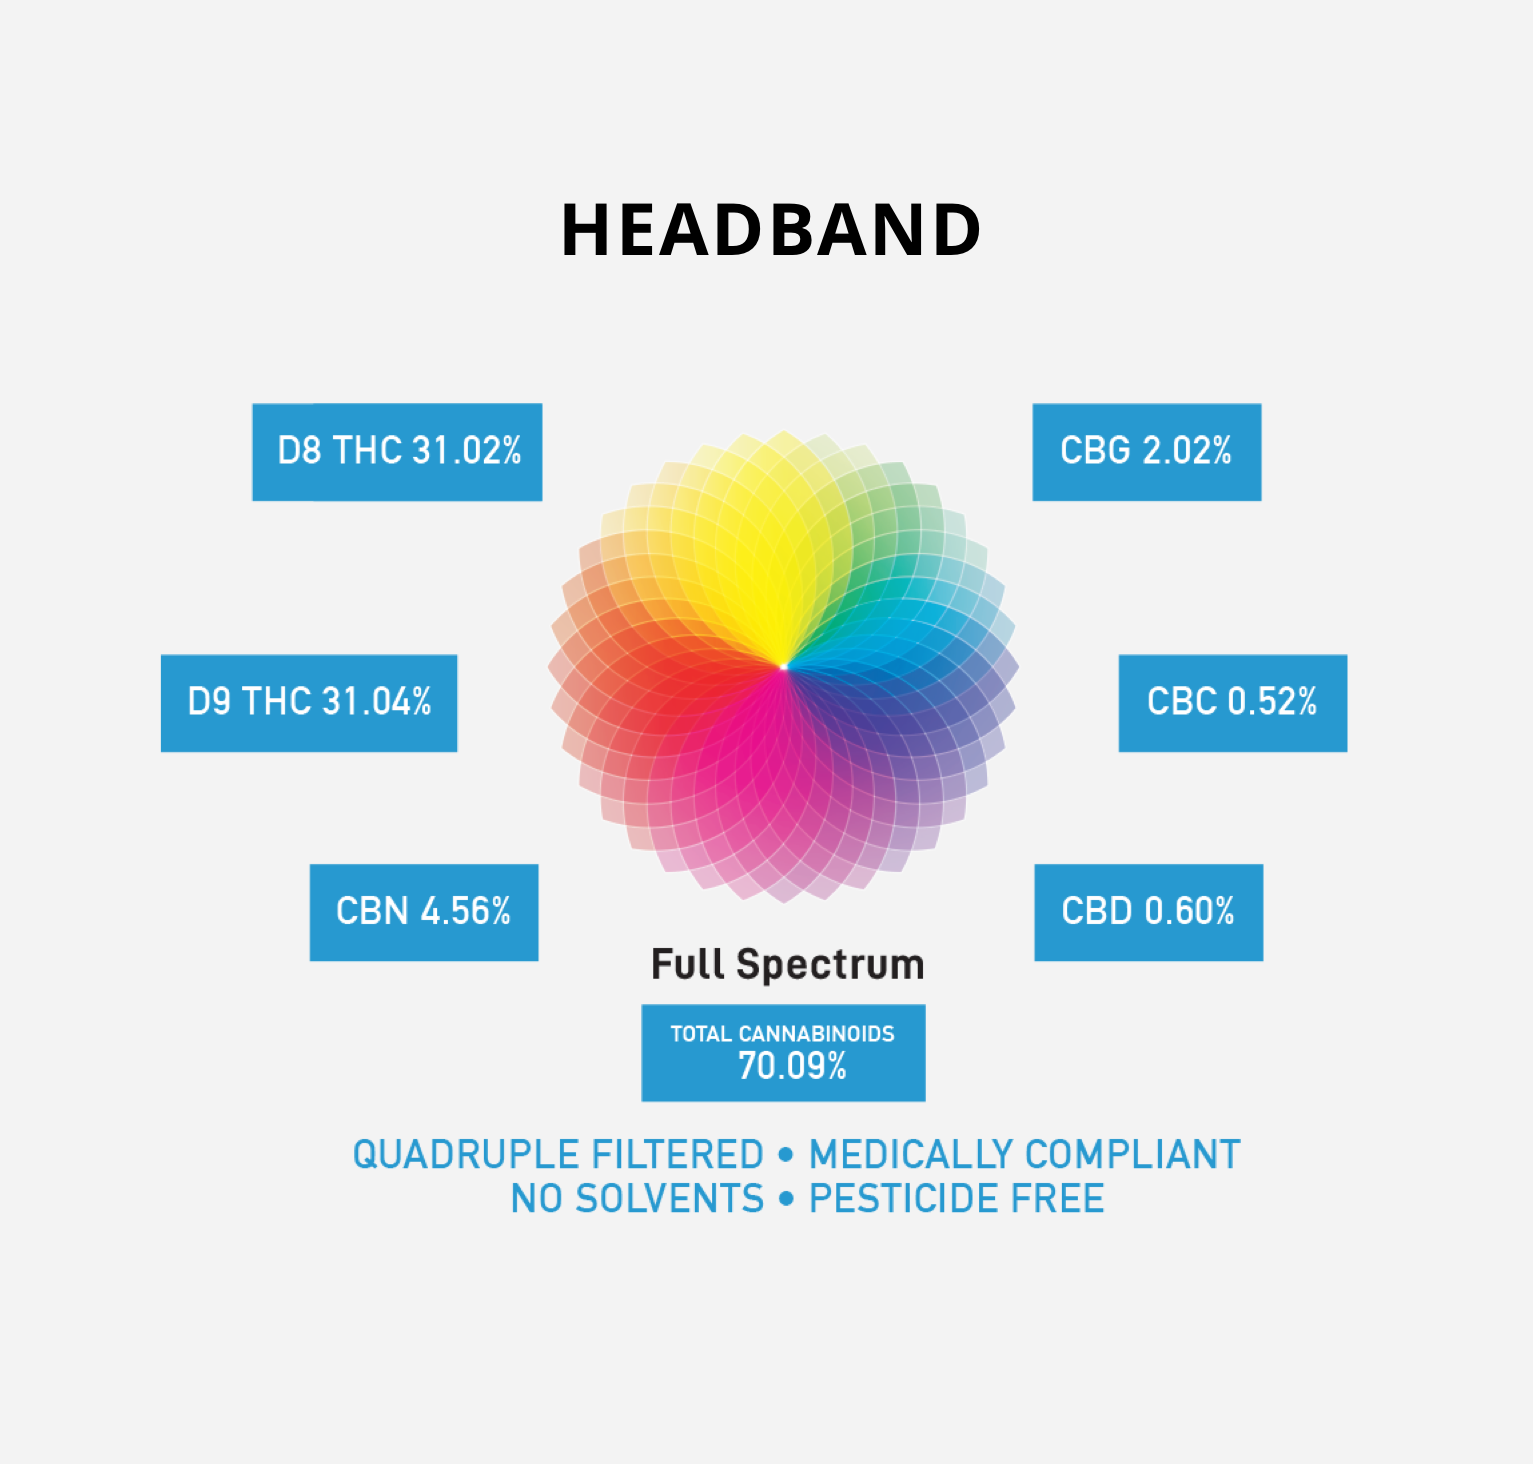 HEADBAND
D8 THC 31.02%
CBG 2.02%
D9 THC 31.04%
CBC 0.52%
CBN 4.56%
CBD 0.60%
Full Spectrum
TOTAL CANNABINOIDS
70.09%
QUADRUPLE FILTERED • MEDICALLY COMPLIANT
NO SOLVENTS • PESTICIDE FREE